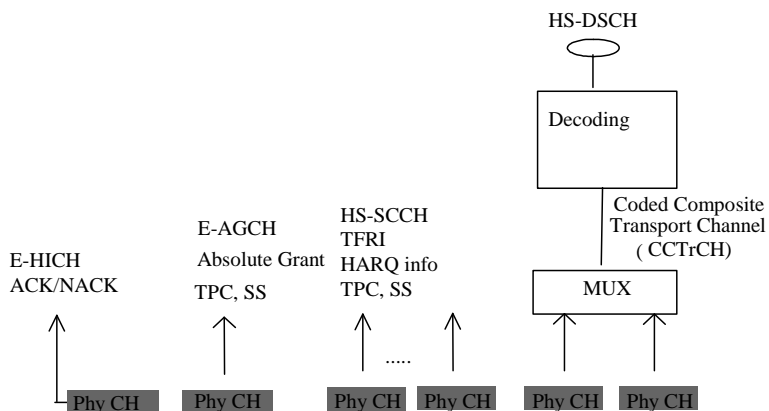 HS-DSCH
Decoding
Coded Composite
Transport Channel
( CCTrCH)
MUX
HS-SCCH
TFRI
HARQ info
TPC, SS
E-AGCH
Absolute Grant
TPC, SS
E-HICH
ACK/NACK
.....
Phy CH
Phy CH
Phy CH
Phy CH
Phy CH
Phy CH